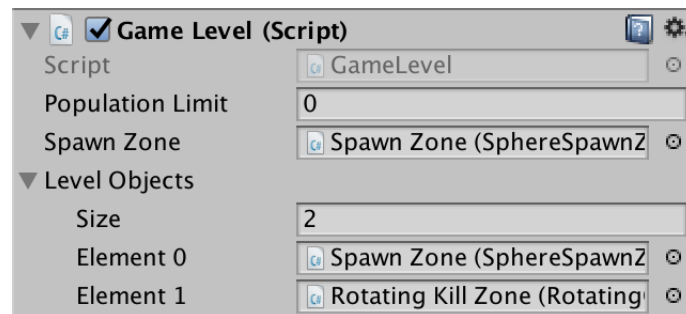 Game Level (Script)
Script GameLevel
Population Limit 0
Spawn Zone Spawn Zone (SphereSpawnZ
Level Objects
Size 2
Element 0 Spawn Zone (SphereSpawnZ
Element 1 Rotating Kill Zone (Rotating